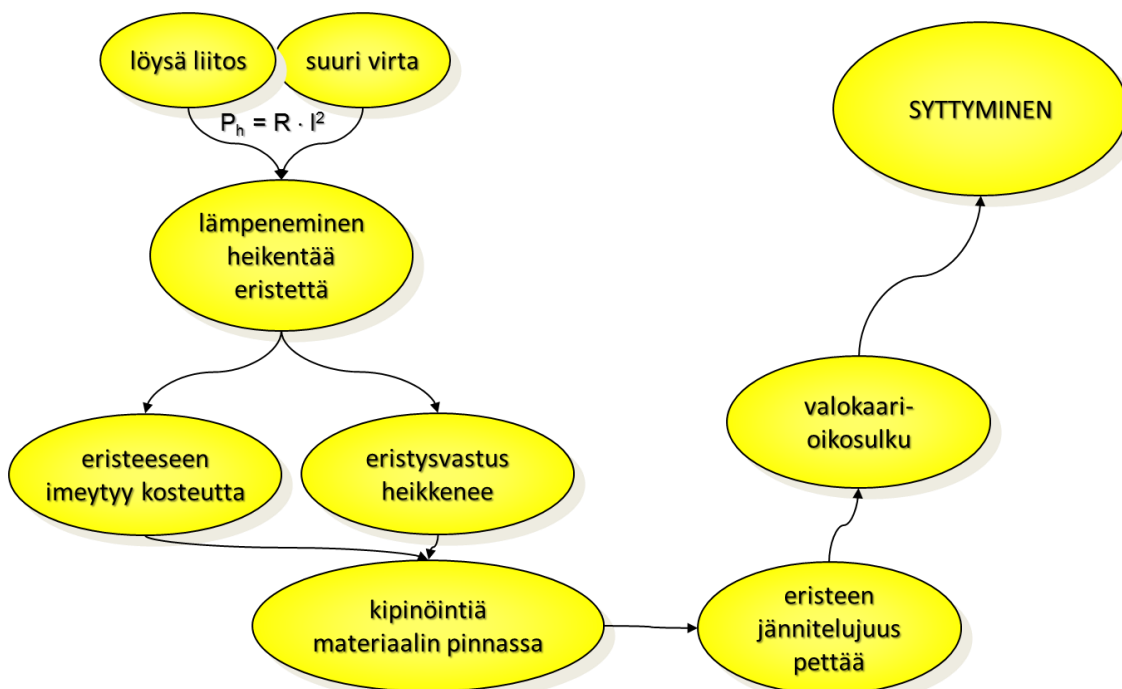 löysä liitos
suuri virta
Pₕ = R · I²
lämpeneminen
heikentää
eristettä
eristeeseen
imeytyy kosteutta
eristysvastus
heikkenee
kipinöintiä
materiaalin pinnassa
eristeen
jännitelujuus
pettää
valokaari-
oikosulku
SYTTYMINEN